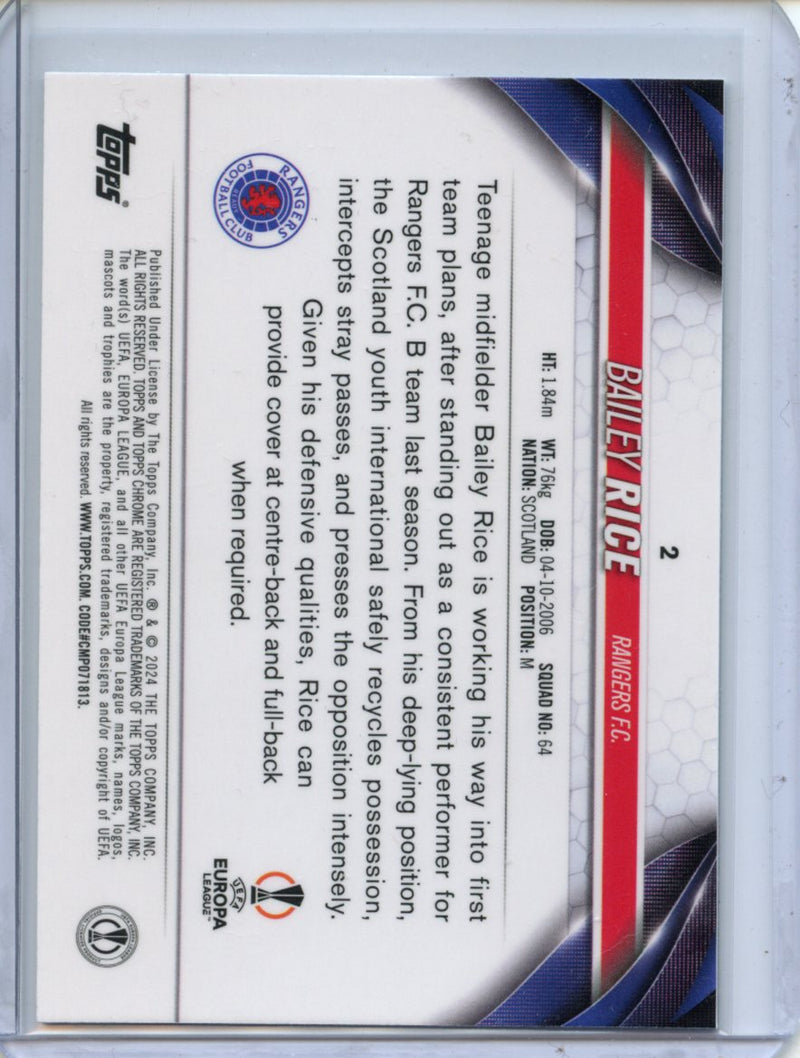 2
BAILEY RICE RANGERS F.C.
HT: 1.84m WT: 76kg DOB: 04-10-2006 SQUAD NO: 64
NATION: SCOTLAND POSITION: M
Teenage midfielder Bailey Rice is working his way into first
team plans, after standing out as a consistent performer for
Rangers F.C. B team last season. From his deep-lying position,
the Scotland youth international safely recycles possession,
intercepts stray passes, and presses the opposition intensely.
Given his defensive qualities, Rice can
provide cover at centre-back and full-back
when required.
RANGERS
FOOTBALL CLUB
UEFA
EUROPA
LEAGUE™
topps®
Published Under License by The Topps Company, Inc. ® & © 2024 THE TOPPS COMPANY, INC.
ALL RIGHTS RESERVED. TOPPS AND TOPPS CHROME ARE REGISTERED TRADEMARKS OF THE TOPPS COMPANY, INC.
The word(s) UEFA, EUROPA LEAGUE, and all other UEFA Europa League marks, names, logos,
mascots and trophies are the property, registered trademarks, designs and/or copyright of UEFA.
All rights reserved. WWW.TOPPS.COM. CODE#CMP071813.